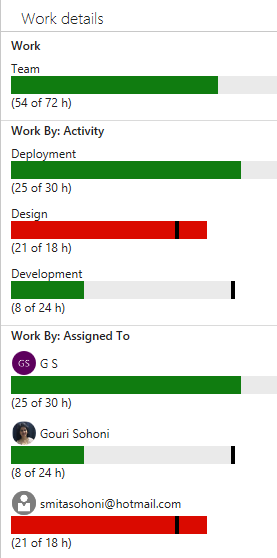 Work details
Work
Team
(54 of 72 h)
Work By: Activity
Deployment
(25 of 30 h)
Design
(21 of 18 h)
Development
(8 of 24 h)
Work By: Assigned To
GS G S
(25 of 30 h)
Gouri Sohoni
(8 of 24 h)
smitasohoni@hotmail.com
(21 of 18 h)